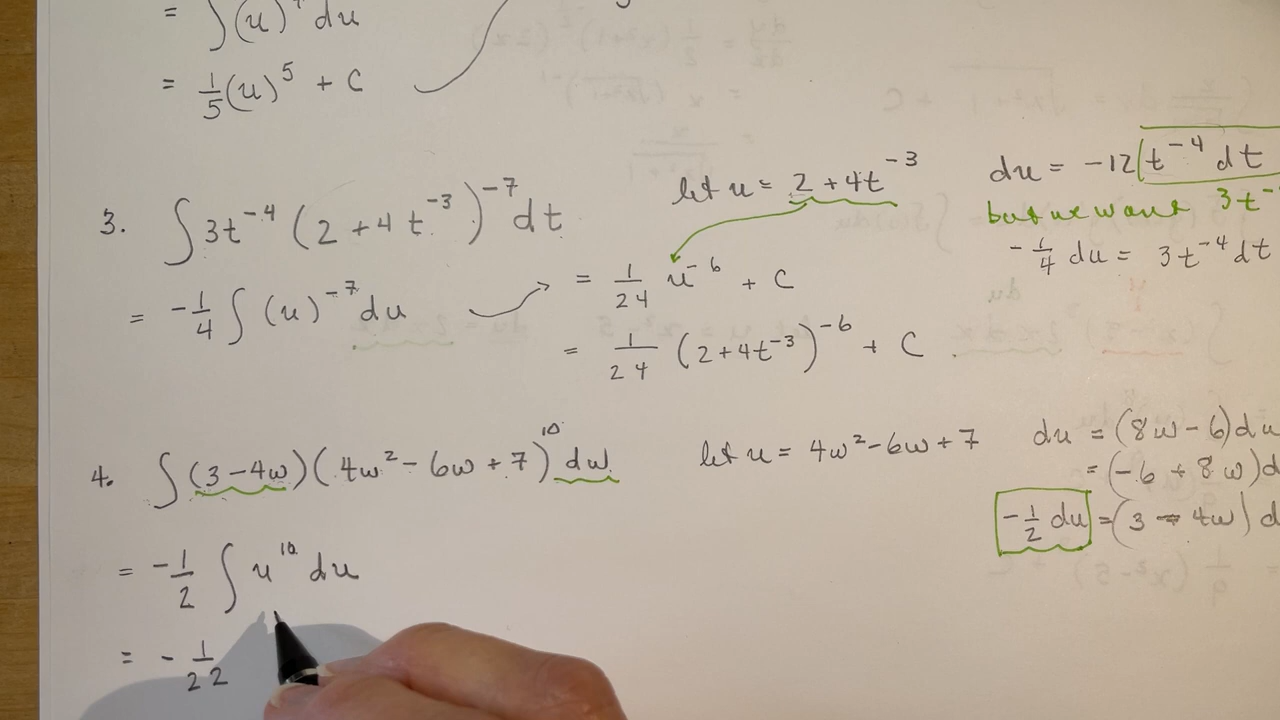 = ∫(u)⁴ du
= 1/5 (u)⁵ + C
3. ∫ 3t⁻⁴ (2 + 4t⁻³)⁻⁷ dt
let u = 2 + 4t⁻³
du = -12 t⁻⁴ dt
but we want 3t⁻
-1/4 du = 3t⁻⁴ dt
= -1/4 ∫ (u)⁻⁷ du
= 1/24 u⁻⁶ + C
= 1/24 (2 + 4t⁻³)⁻⁶ + C.
4. ∫ (3 - 4w)(4w² - 6w + 7)¹⁰ dw
let u = 4w² - 6w + 7
du = (8w - 6)du
= (-6 + 8w)d
-1/2 du = (3 - 4w) d
= -1/2 ∫ u¹⁰ du
= - 1/22